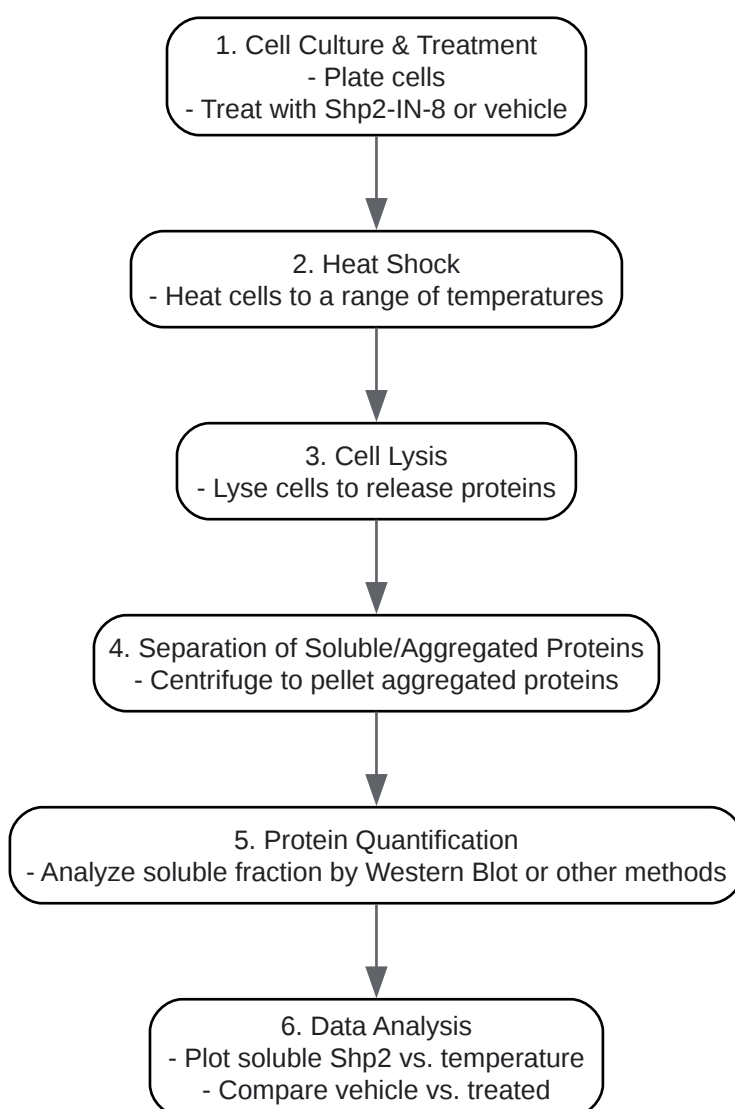 1. Cell Culture & Treatment
- Plate cells
- Treat with Shp2-IN-8 or vehicle
2. Heat Shock
- Heat cells to a range of temperatures
3. Cell Lysis
- Lyse cells to release proteins
4. Separation of Soluble/Aggregated Proteins
- Centrifuge to pellet aggregated proteins
5. Protein Quantification
- Analyze soluble fraction by Western Blot or other methods
6. Data Analysis
- Plot soluble Shp2 vs. temperature
- Compare vehicle vs. treated